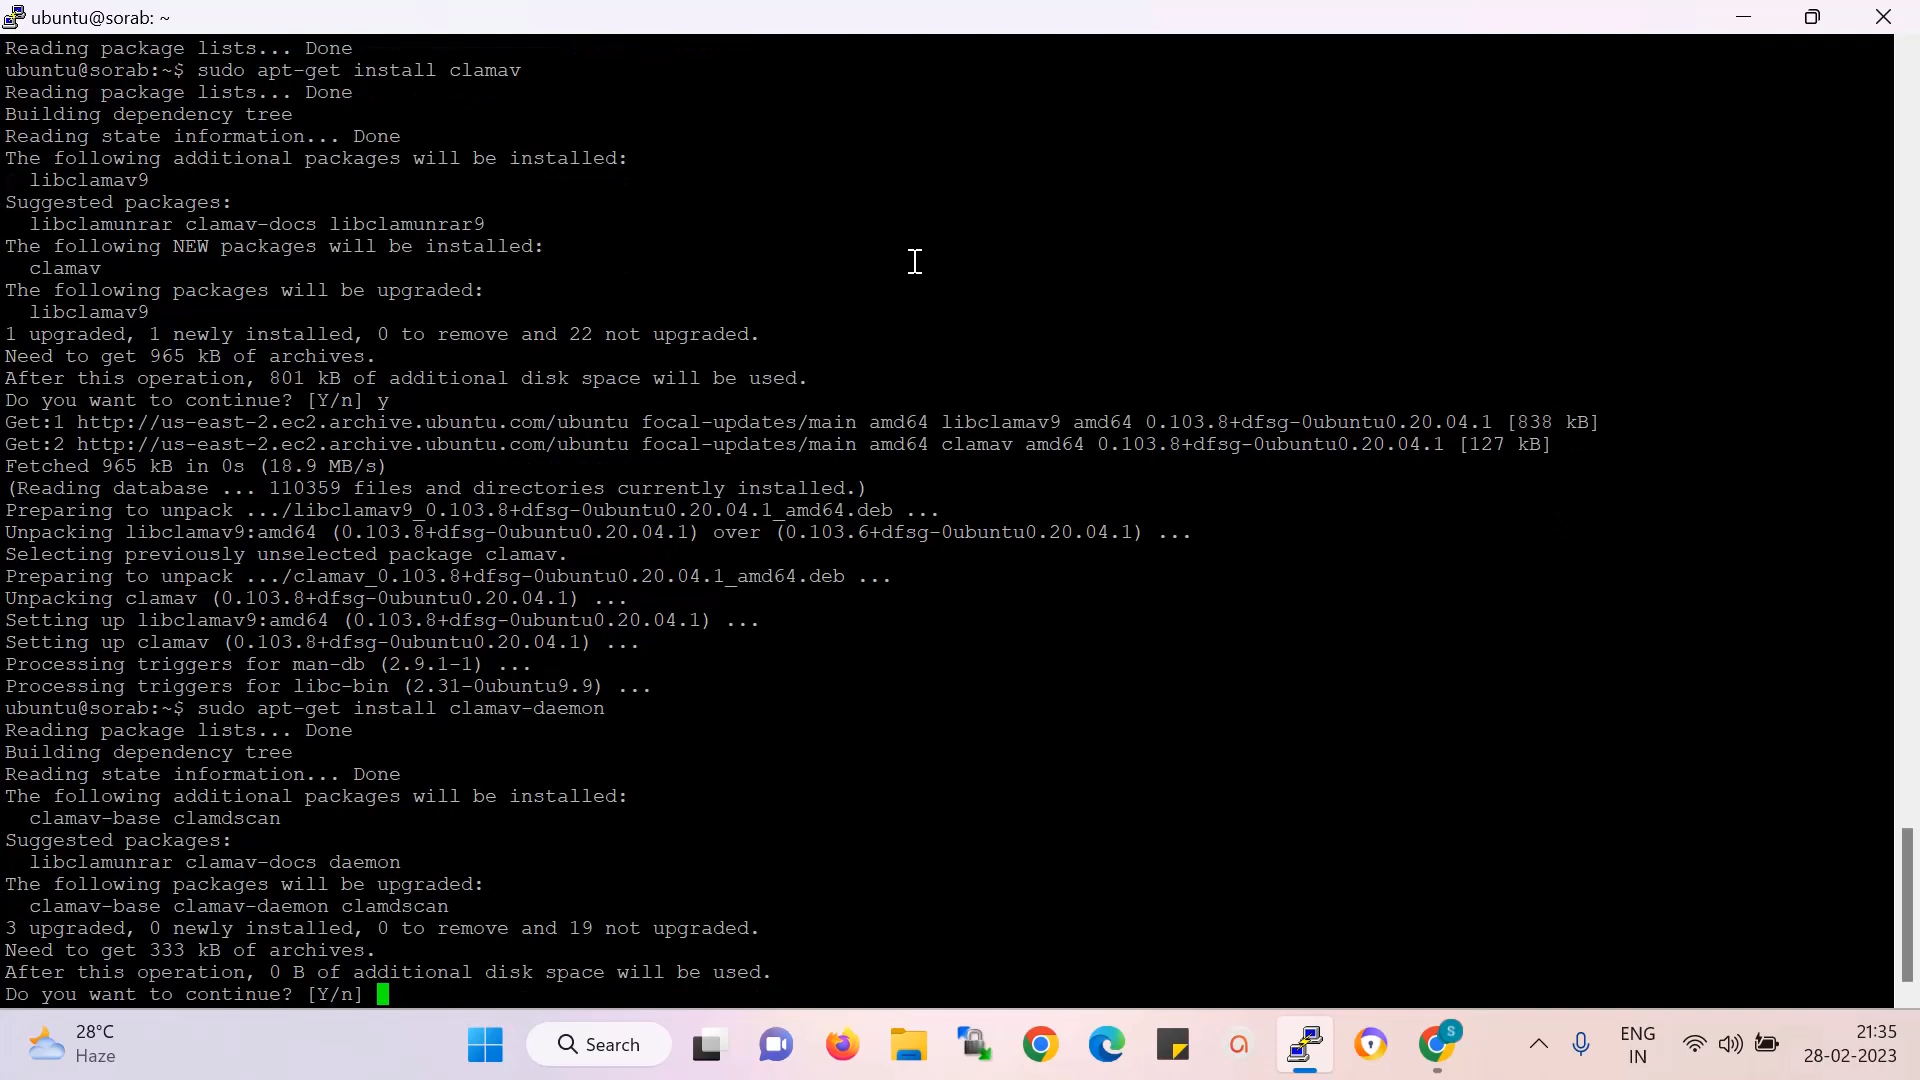 ubuntu@sorab: ~
Reading package lists... Done
ubuntu@sorab:~$ sudo apt-get install clamav
Reading package lists... Done
Building dependency tree
Reading state information... Done
The following additional packages will be installed:
  libclamav9
Suggested packages:
  libclamunrar clamav-docs libclamunrar9
The following NEW packages will be installed:
  clamav
The following packages will be upgraded:
  libclamav9
1 upgraded, 1 newly installed, 0 to remove and 22 not upgraded.
Need to get 965 kB of archives.
After this operation, 801 kB of additional disk space will be used.
Do you want to continue? [Y/n] y
Get:1 http://us-east-2.ec2.archive.ubuntu.com/ubuntu focal-updates/main amd64 libclamav9 amd64 0.103.8+dfsg-0ubuntu0.20.04.1 [838 kB]
Get:2 http://us-east-2.ec2.archive.ubuntu.com/ubuntu focal-updates/main amd64 clamav amd64 0.103.8+dfsg-0ubuntu0.20.04.1 [127 kB]
Fetched 965 kB in 0s (18.9 MB/s)
(Reading database ... 110359 files and directories currently installed.)
Preparing to unpack .../libclamav9_0.103.8+dfsg-0ubuntu0.20.04.1_amd64.deb ...
Unpacking libclamav9:amd64 (0.103.8+dfsg-0ubuntu0.20.04.1) over (0.103.6+dfsg-0ubuntu0.20.04.1) ...
Selecting previously unselected package clamav.
Preparing to unpack .../clamav_0.103.8+dfsg-0ubuntu0.20.04.1_amd64.deb ...
Unpacking clamav (0.103.8+dfsg-0ubuntu0.20.04.1) ...
Setting up libclamav9:amd64 (0.103.8+dfsg-0ubuntu0.20.04.1) ...
Setting up clamav (0.103.8+dfsg-0ubuntu0.20.04.1) ...
Processing triggers for man-db (2.9.1-1) ...
Processing triggers for libc-bin (2.31-0ubuntu9.9) ...
ubuntu@sorab:~$ sudo apt-get install clamav-daemon
Reading package lists... Done
Building dependency tree
Reading state information... Done
The following additional packages will be installed:
  clamav-base clamdscan
Suggested packages:
  libclamunrar clamav-docs daemon
The following packages will be upgraded:
  clamav-base clamav-daemon clamdscan
3 upgraded, 0 newly installed, 0 to remove and 19 not upgraded.
Need to get 333 kB of archives.
After this operation, 0 B of additional disk space will be used.
Do you want to continue? [Y/n]
28°C
Haze
Search
S
ENG
IN
21:35
28-02-2023